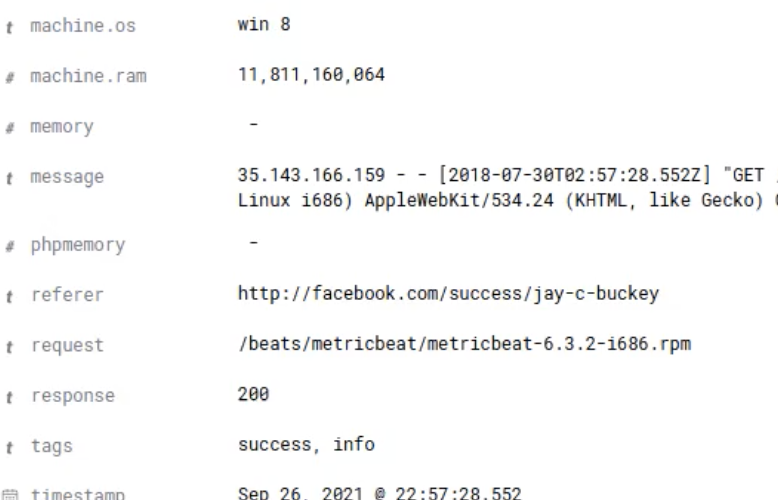 t machine.os win 8
# machine.ram 11,811,160,064
# memory -
t message 35.143.166.159 - - [2018-07-30T02:57:28.552Z] "GET
Linux i686) AppleWebKit/534.24 (KHTML, like Gecko)
# phpmemory -
t referer http://facebook.com/success/jay-c-buckey
t request /beats/metricbeat/metricbeat-6.3.2-i686.rpm
t response 200
t tags success, info
timestamp Sep 26, 2021 @ 22:57:28.552